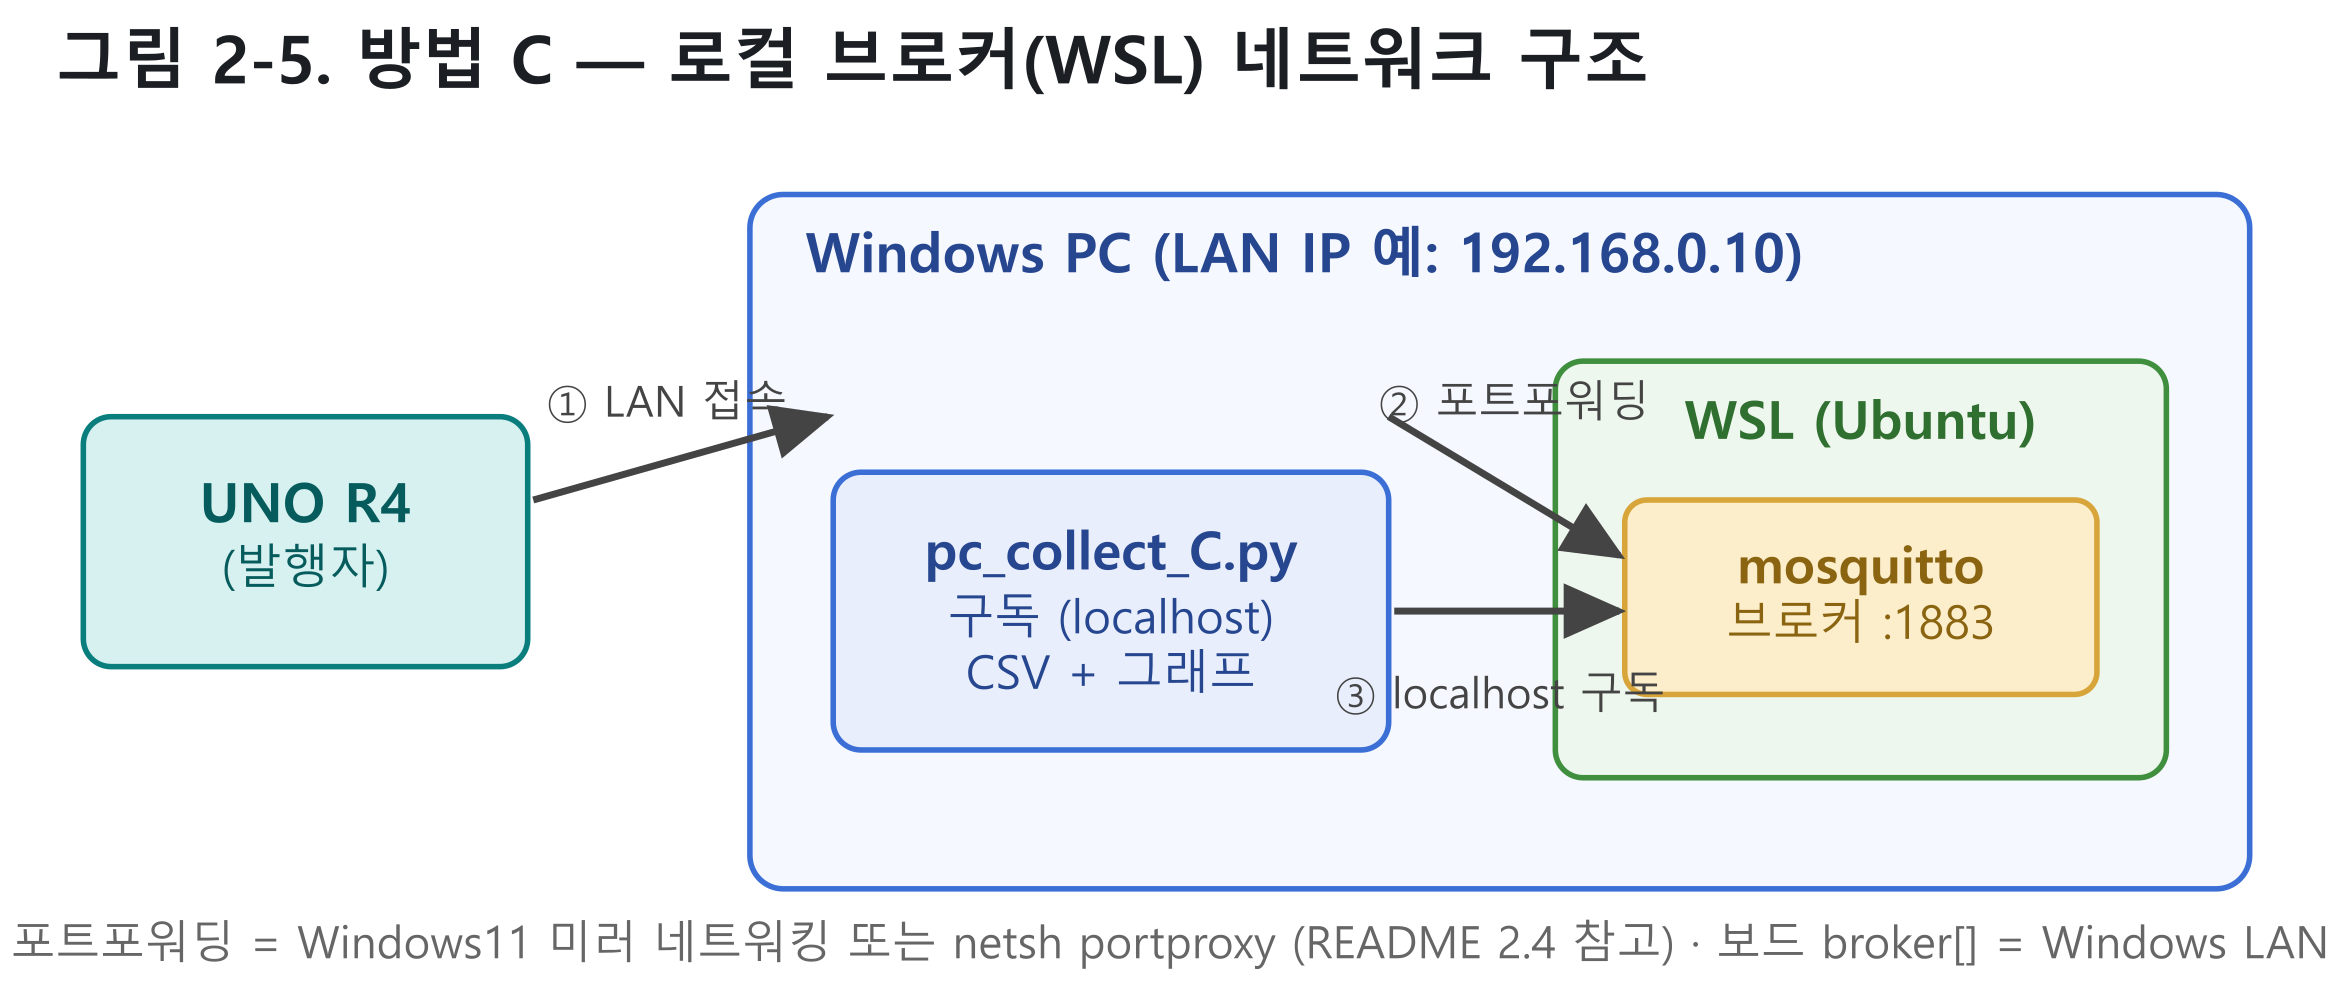 그림 2-5. 방법 C — 로컬 브로커(WSL) 네트워크 구조
Windows PC (LAN IP 예: 192.168.0.10)
① LAN 접속
② 포트포워딩
WSL (Ubuntu)
UNO R4
(발행자)
pc_collect_C.py
구독 (localhost)
CSV + 그래프
mosquitto
브로커 :1883
③ localhost 구독
포트포워딩 = Windows11 미러 네트워킹 또는 netsh portproxy (README 2.4 참고) · 보드 broker[] = Windows LAN